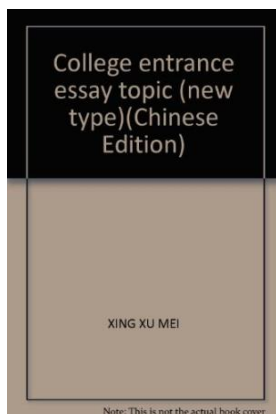 College entrance
essay topic (new
type)(Chinese
Edition)
XING XU MEI
Note: This is not the actual book cover